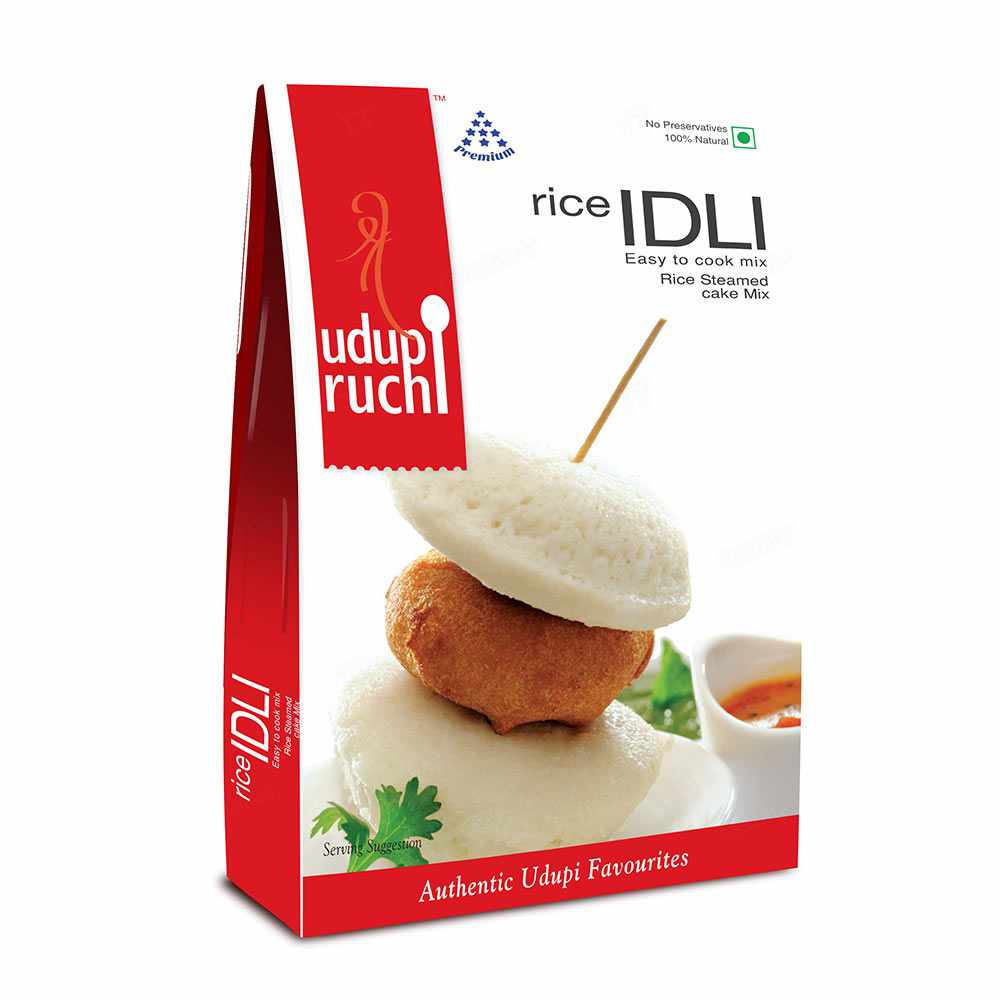 TM
Premium
No Preservatives
100% Natural
श्री
udupi
ruchi
rice IDLI
Easy to cook mix
Rice Steamed
cake Mix
rice IDLI
Easy to cook mix
Rice Steamed
cake Mix
Serving Suggestion
Authentic Udupi Favourites